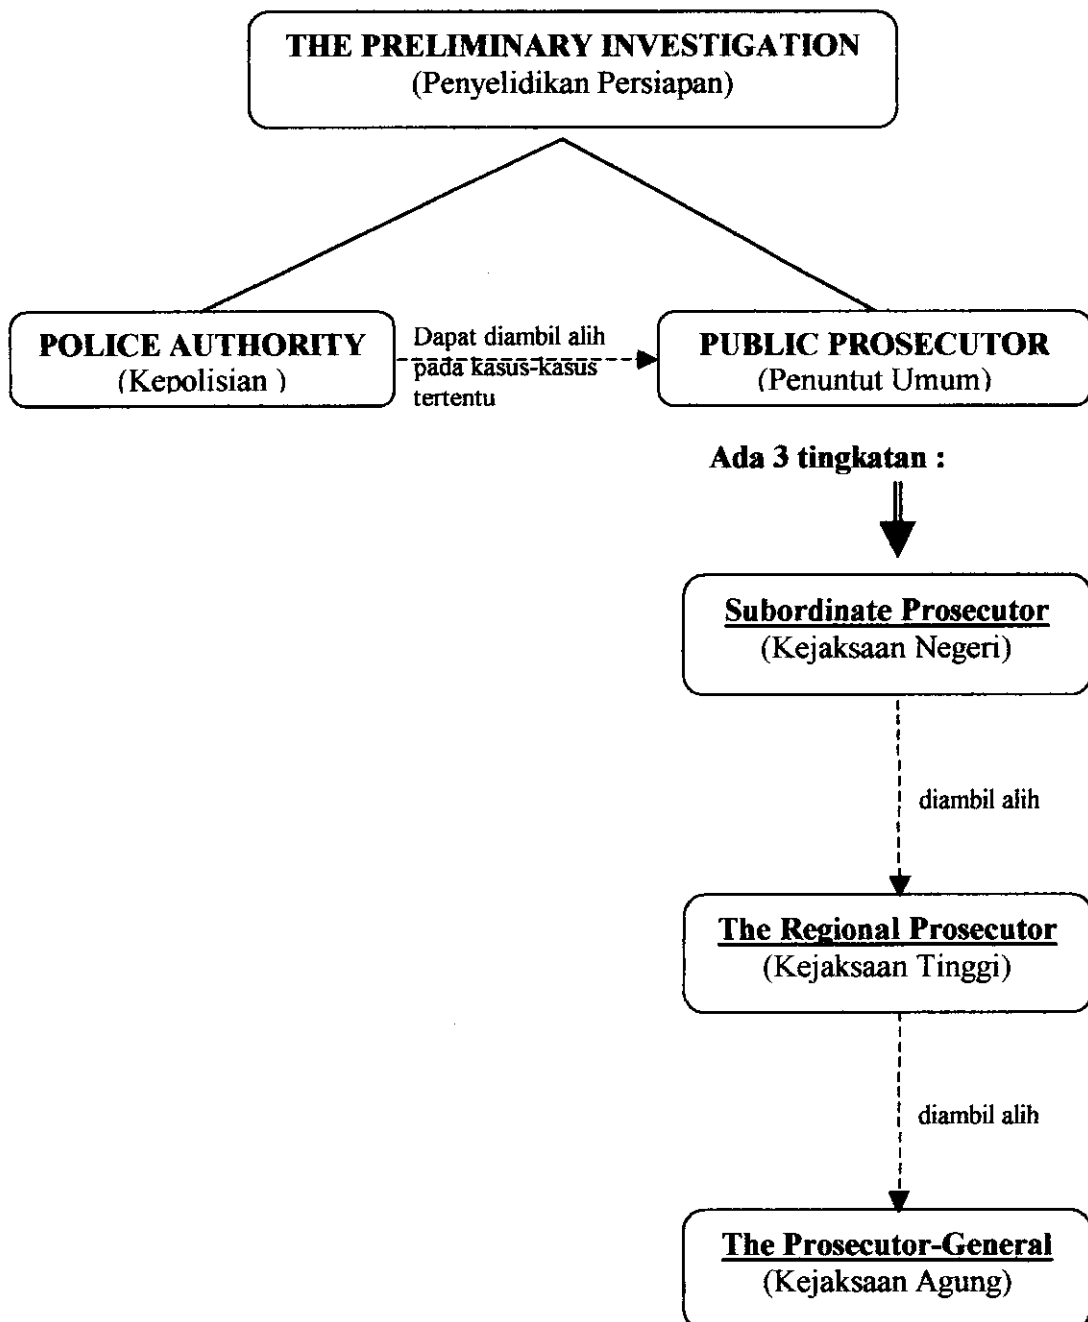 THE PRELIMINARY INVESTIGATION
(Penyelidikan Persiapan)
POLICE AUTHORITY
(Kepolisian )
Dapat diambil alih
pada kasus-kasus
tertentu
PUBLIC PROSECUTOR
(Penuntut Umum)
Ada 3 tingkatan :
Subordinate Prosecutor
(Kejaksaan Negeri)
diambil alih
The Regional Prosecutor
(Kejaksaan Tinggi)
diambil alih
The Prosecutor-General
(Kejaksaan Agung)